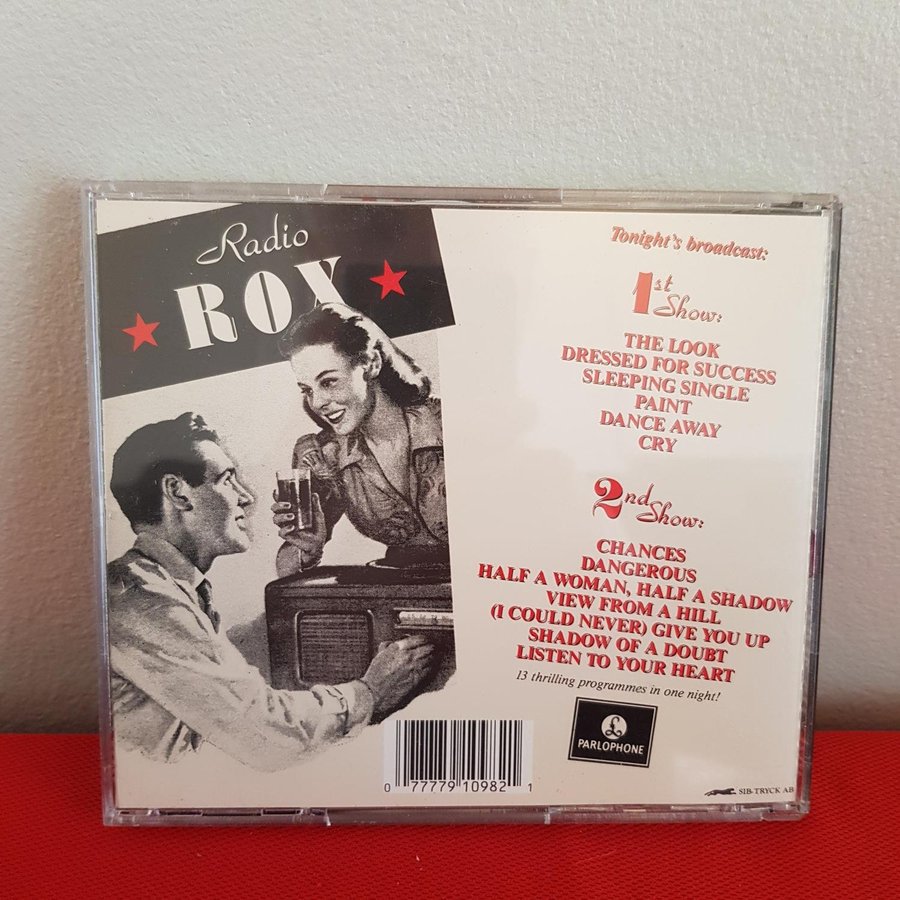 Radio
ROX
Tonight's broadcast:
1st Show:
THE LOOK
DRESSED FOR SUCCESS
SLEEPING SINGLE
PAINT
DANCE AWAY
CRY
2nd Show:
CHANCES
DANGEROUS
HALF A WOMAN, HALF A SHADOW
VIEW FROM A HILL
(I COULD NEVER) GIVE YOU UP
SHADOW OF A DOUBT
LISTEN TO YOUR HEART
13 thrilling programmes in one night!
£
PARLOPHONE
0 77779 10982 1
SIB-TRYCK AB